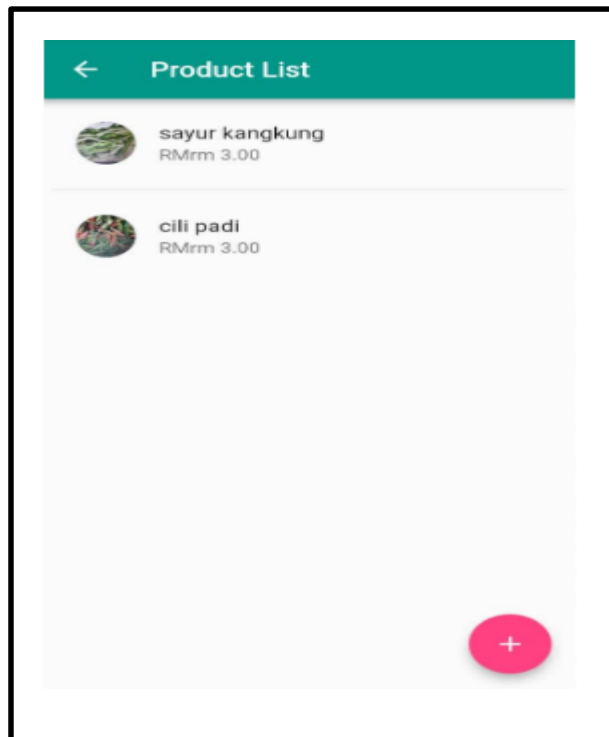 Product List
sayur kangkung
RMrm 3.00
cili padi
RMrm 3.00